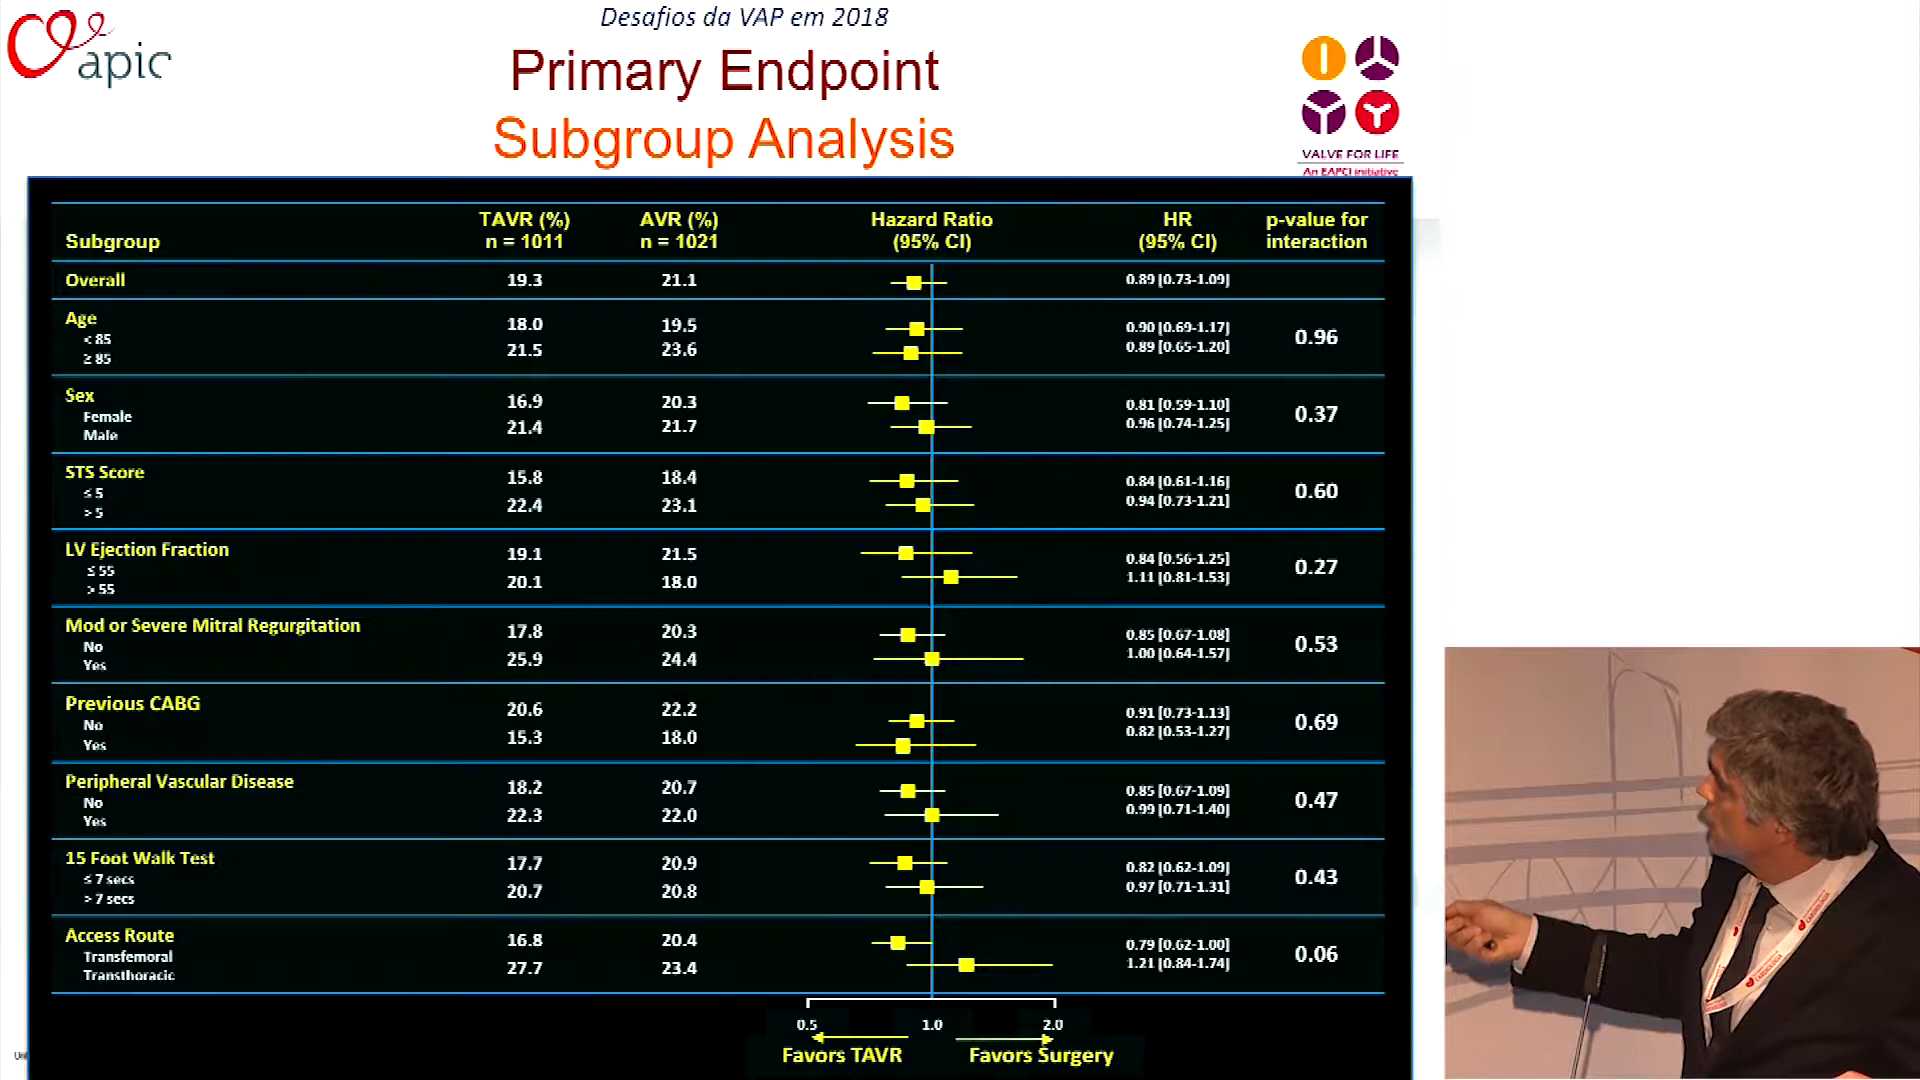 apic
Desafios da VAP em 2018
Primary Endpoint
Subgroup Analysis
VALVE FOR LIFE
An EAPCI initiative
Subgroup TAVR (%) n = 1011 AVR (%) n = 1021 Hazard Ratio (95% CI) HR (95% CI) p-value for interaction
Overall 19.3 21.1 0.89 [0.73-1.09]
Age 0.96
< 85 18.0 19.5 0.90 [0.69-1.17]
≥ 85 21.5 23.6 0.89 [0.65-1.20]
Sex 0.37
Female 16.9 20.3 0.81 [0.59-1.10]
Male 21.4 21.7 0.96 [0.74-1.25]
STS Score 0.60
≤ 5 15.8 18.4 0.84 [0.61-1.16]
> 5 22.4 23.1 0.94 [0.73-1.21]
LV Ejection Fraction 0.27
≤ 55 19.1 21.5 0.84 [0.56-1.25]
> 55 20.1 18.0 1.11 [0.81-1.53]
Mod or Severe Mitral Regurgitation 0.53
No 17.8 20.3 0.85 [0.67-1.08]
Yes 25.9 24.4 1.00 [0.64-1.57]
Previous CABG 0.69
No 20.6 22.2 0.91 [0.73-1.13]
Yes 15.3 18.0 0.82 [0.53-1.27]
Peripheral Vascular Disease 0.47
No 18.2 20.7 0.85 [0.67-1.09]
Yes 22.3 22.0 0.99 [0.71-1.40]
15 Foot Walk Test 0.43
≤ 7 secs 17.7 20.9 0.82 [0.62-1.09]
> 7 secs 20.7 20.8 0.97 [0.71-1.31]
Access Route 0.06
Transfemoral 16.8 20.4 0.79 [0.62-1.00]
Transthoracic 27.7 23.4 1.21 [0.84-1.74]
0.5 1.0 2.0
Favors TAVR Favors Surgery